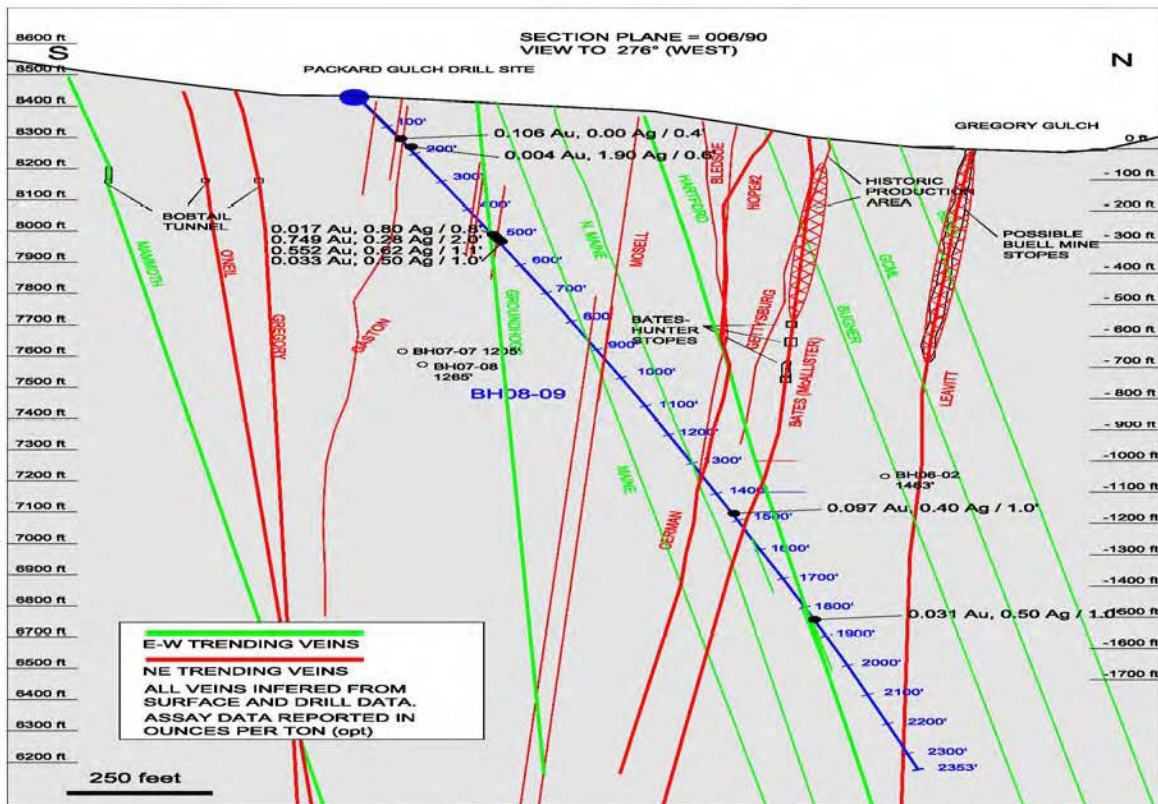 SECTION PLANE = 006/90
VIEW TO 276° (WEST)
S
N
PACKARD GULCH DRILL SITE
GREGORY GULCH
8600 ft
8500 ft
8400 ft
8300 ft
8200 ft
8100 ft
8000 ft
7900 ft
7800 ft
7700 ft
7600 ft
7500 ft
7400 ft
7300 ft
7200 ft
7100 ft
7000 ft
6900 ft
6800 ft
6700 ft
6600 ft
6500 ft
6400 ft
6300 ft
6200 ft
0 ft
-100 ft
-200 ft
-300 ft
-400 ft
-500 ft
-600 ft
-700 ft
-800 ft
-900 ft
-1000 ft
-1100 ft
-1200 ft
-1300 ft
-1400 ft
-1500 ft
-1600 ft
-1700 ft
100'
200'
300'
400'
500'
600'
700'
800'
900'
1000'
1100'
1200'
1300'
1400'
1500'
1600'
1700'
1800'
1900'
2000'
2100'
2200'
2300'
2353'
0.106 Au, 0.00 Ag / 0.4'
0.004 Au, 1.90 Ag / 0.6'
0.017 Au, 0.80 Ag / 0.8'
0.749 Au, 0.28 Ag / 2.0'
0.552 Au, 0.62 Ag / 1.1'
0.033 Au, 0.50 Ag / 1.0'
0.097 Au, 0.40 Ag / 1.0'
0.031 Au, 0.50 Ag / 1.0'
BOBTAIL
TUNNEL
MAMMOTH
ONEIL
GREGORY
GASTON
BH07-07 1205'
BH07-08
1265'
BH08-09
GROUNDHOG
N. MAINE
MAINE
MOSELL
HARTFORD
BLEDSOE
HOPE#2
GETTYSBURG
GERMAN
BATES-
HUNTER
STOPES
BATES (McALLISTER)
HISTORIC
PRODUCTION
AREA
BUGHER
GCML
LEAVITT
POSSIBLE
BUELL MINE
STOPES
BH06-02
1463'
E-W TRENDING VEINS
NE TRENDING VEINS
ALL VEINS INFERED FROM
SURFACE AND DRILL DATA.
ASSAY DATA REPORTED IN
OUNCES PER TON (opt)
250 feet